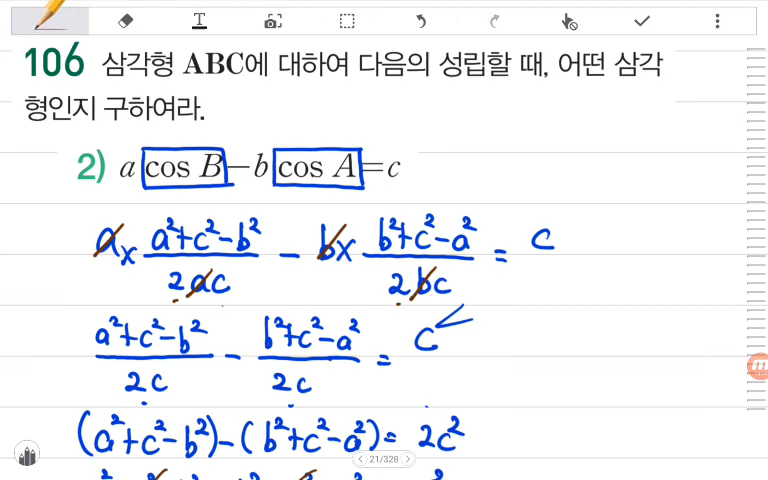 106 삼각형 ABC에 대하여 다음의 성립할 때, 어떤 삼각
형인지 구하여라.
2) a cos B − b cos A = c
a × (a²+c²−b²)/(2ac) − b × (b²+c²−a²)/(2bc) = c
(a²+c²−b²)/(2c) − (b²+c²−a²)/(2c) = c
(a²+c²−b²)−(b²+c²−a²)= 2c²
21/328